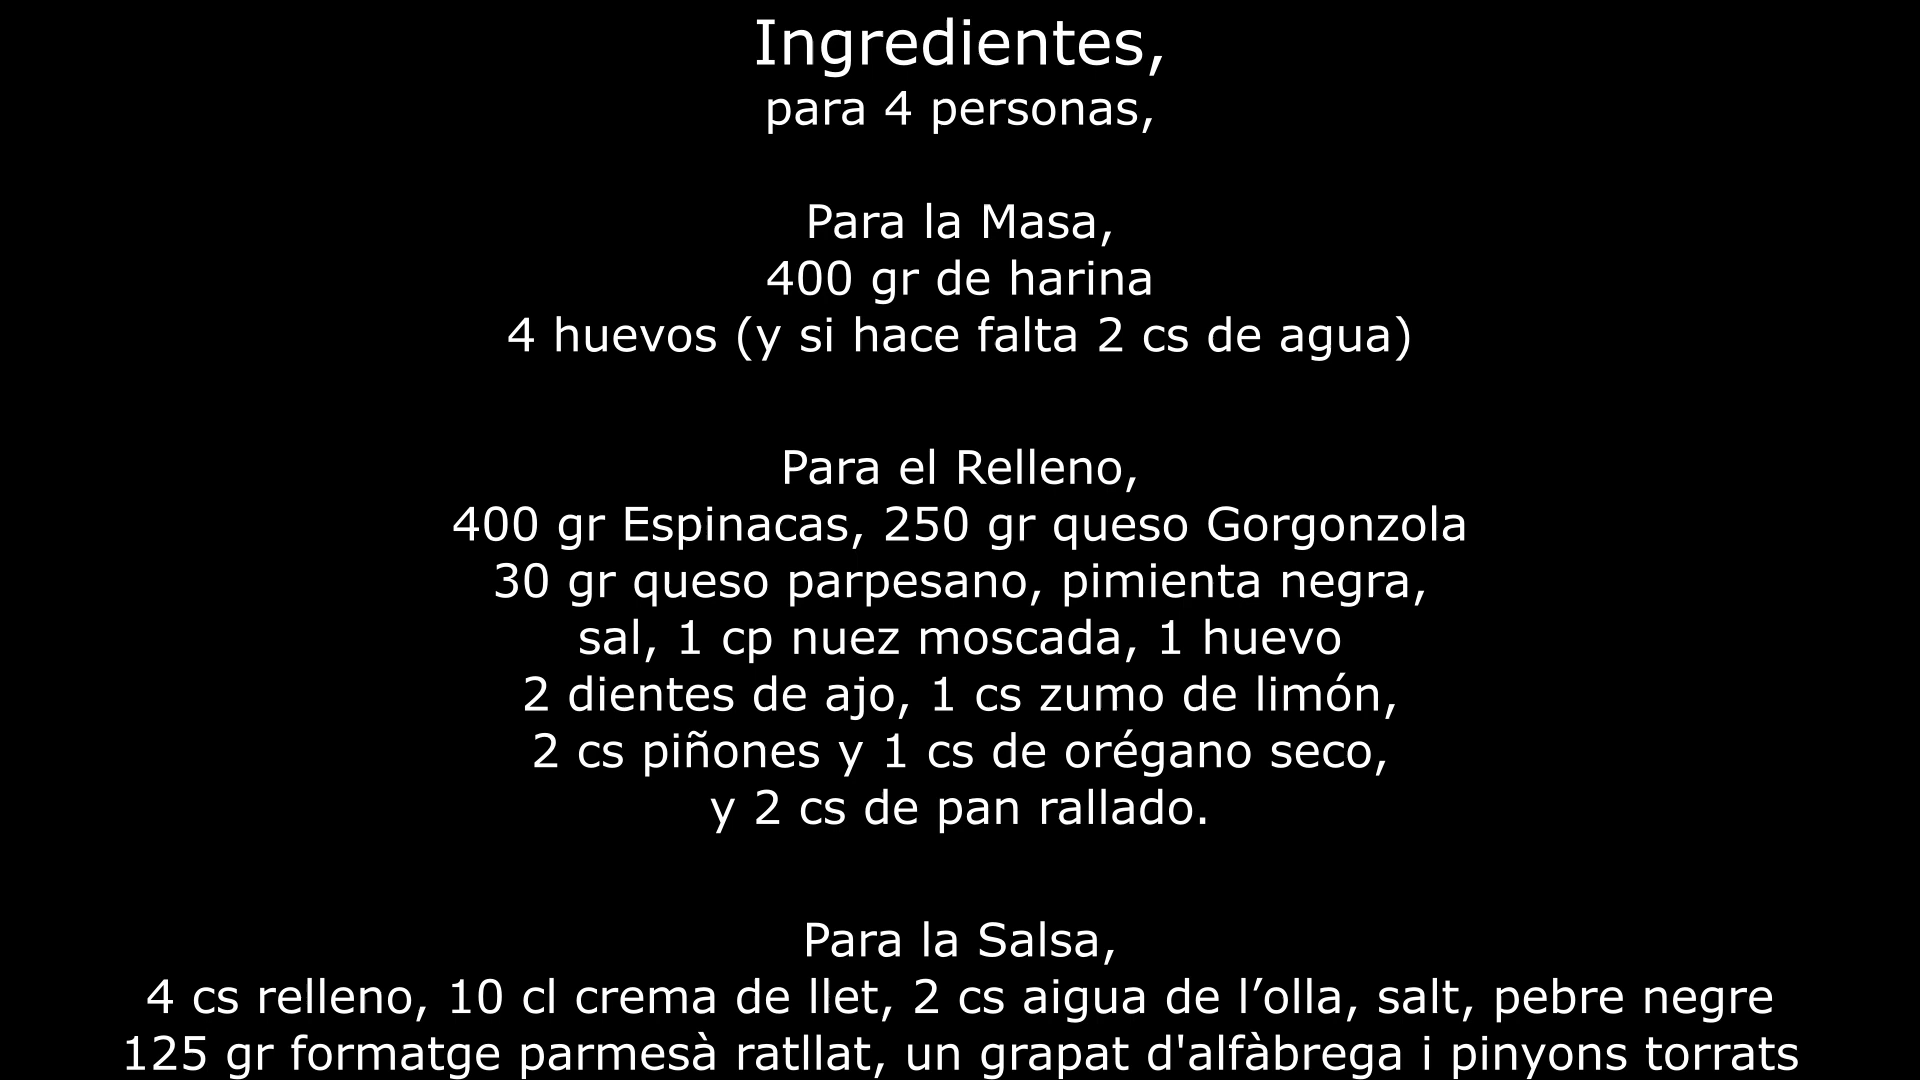 Ingredientes,
para 4 personas,
Para la Masa,
400 gr de harina
4 huevos (y si hace falta 2 cs de agua)
Para el Relleno,
400 gr Espinacas, 250 gr queso Gorgonzola
30 gr queso parpesano, pimienta negra,
sal, 1 cp nuez moscada, 1 huevo
2 dientes de ajo, 1 cs zumo de limón,
2 cs piñones y 1 cs de orégano seco,
y 2 cs de pan rallado.
Para la Salsa,
4 cs relleno, 10 cl crema de llet, 2 cs aigua de l’olla, salt, pebre negre
125 gr formatge parmesà ratllat, un grapat d'alfàbrega i pinyons torrats